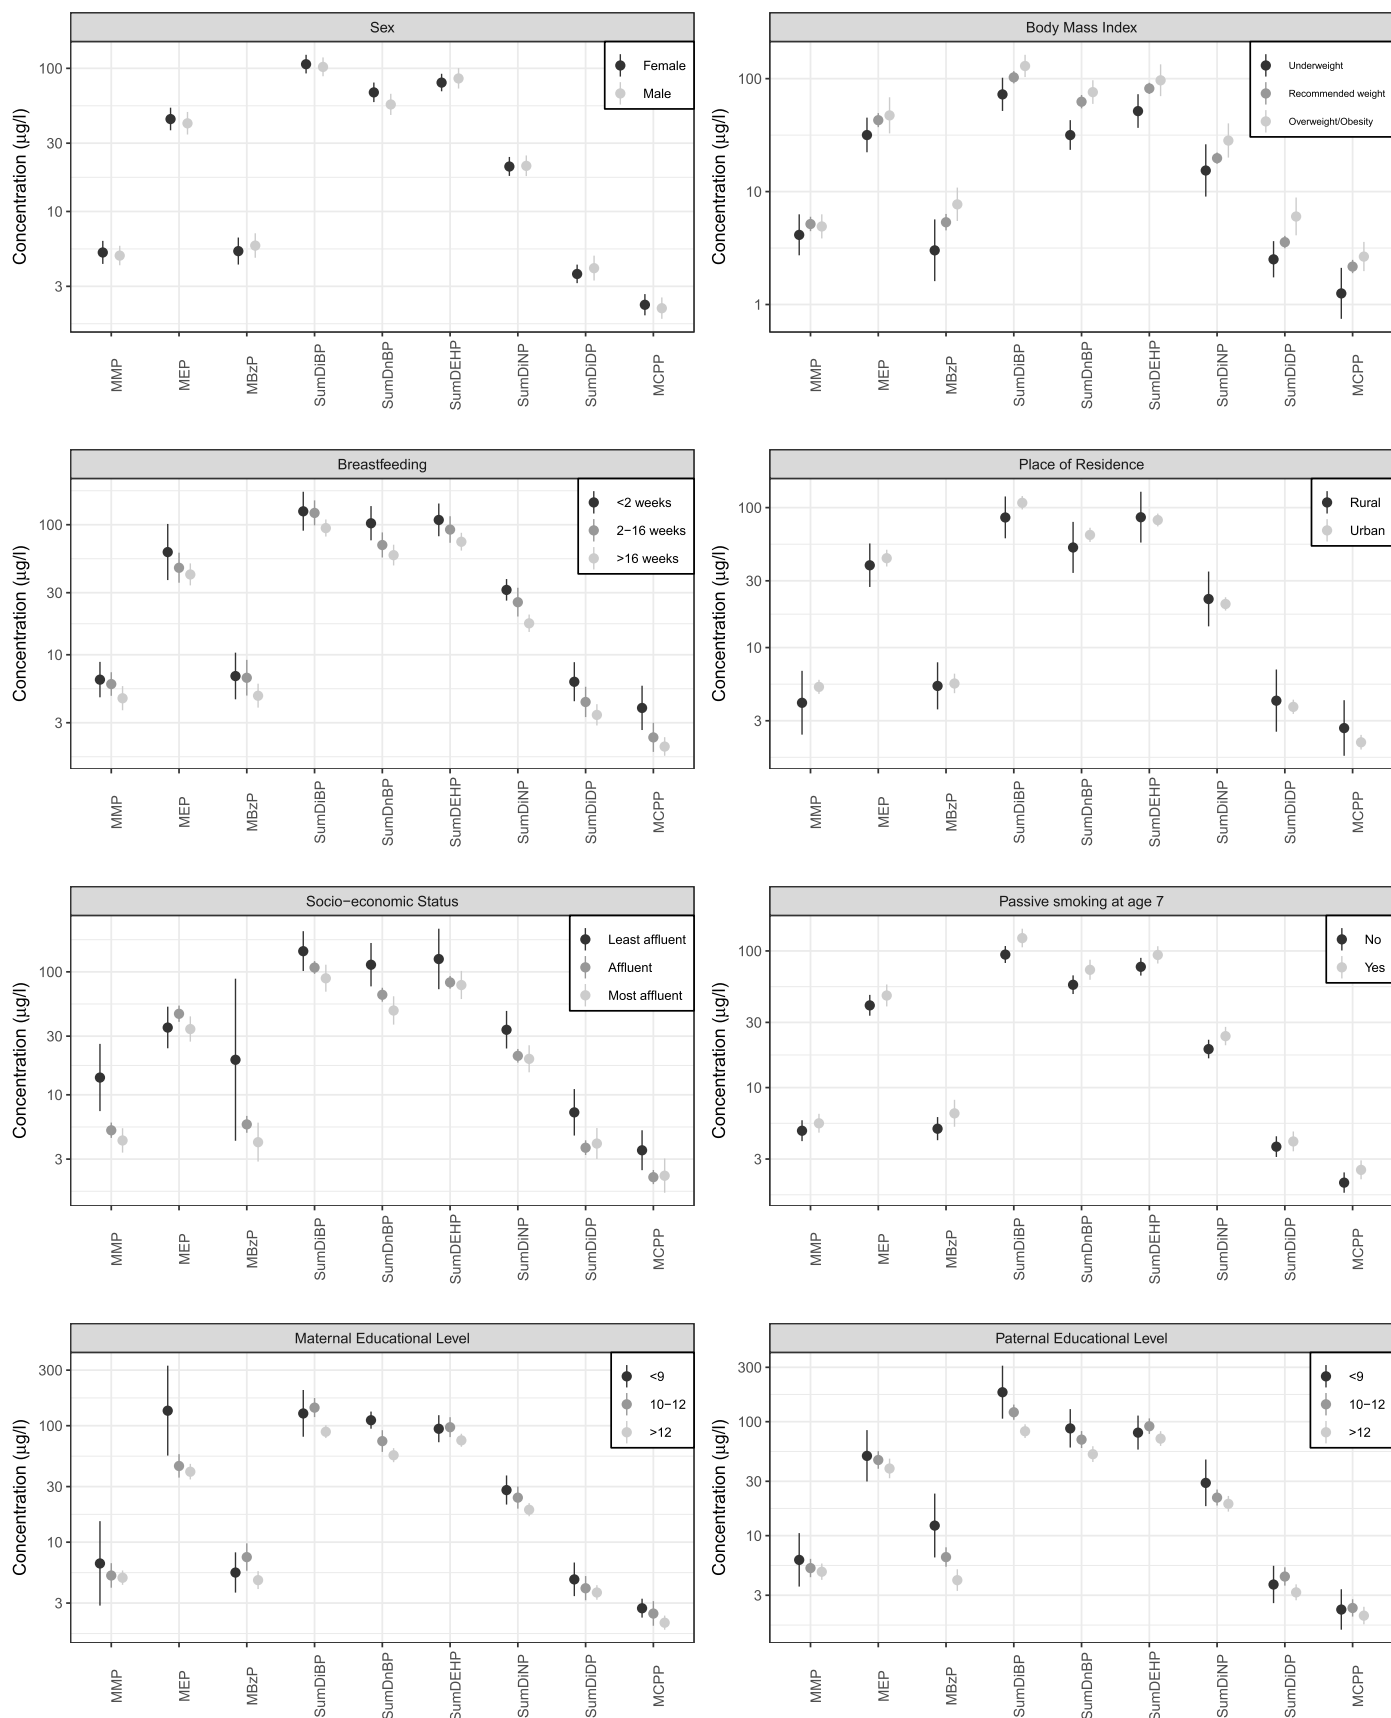 Sex
Body Mass Index
Concentration (µg/l)
100
30
10
3
Female
Male
MMP
MEP
MBzP
SumDiBP
SumDnBP
SumDEHP
SumDiNP
SumDiDP
MCPP
Concentration (µg/l)
100
10
1
Underweight
Recommended weight
Overweight/Obesity
MMP
MEP
MBzP
SumDiBP
SumDnBP
SumDEHP
SumDiNP
SumDiDP
MCPP
Breastfeeding
Place of Residence
Concentration (µg/l)
100
30
10
3
<2 weeks
2−16 weeks
>16 weeks
MMP
MEP
MBzP
SumDiBP
SumDnBP
SumDEHP
SumDiNP
SumDiDP
MCPP
Concentration (µg/l)
100
30
10
3
Rural
Urban
MMP
MEP
MBzP
SumDiBP
SumDnBP
SumDEHP
SumDiNP
SumDiDP
MCPP
Socio−economic Status
Passive smoking at age 7
Concentration (µg/l)
100
30
10
3
Least affluent
Affluent
Most affluent
MMP
MEP
MBzP
SumDiBP
SumDnBP
SumDEHP
SumDiNP
SumDiDP
MCPP
Concentration (µg/l)
100
30
10
3
No
Yes
MMP
MEP
MBzP
SumDiBP
SumDnBP
SumDEHP
SumDiNP
SumDiDP
MCPP
Maternal Educational Level
Paternal Educational Level
Concentration (µg/l)
300
100
30
10
3
<9
10−12
>12
MMP
MEP
MBzP
SumDiBP
SumDnBP
SumDEHP
SumDiNP
SumDiDP
MCPP
Concentration (µg/l)
300
100
30
10
3
<9
10−12
>12
MMP
MEP
MBzP
SumDiBP
SumDnBP
SumDEHP
SumDiNP
SumDiDP
MCPP